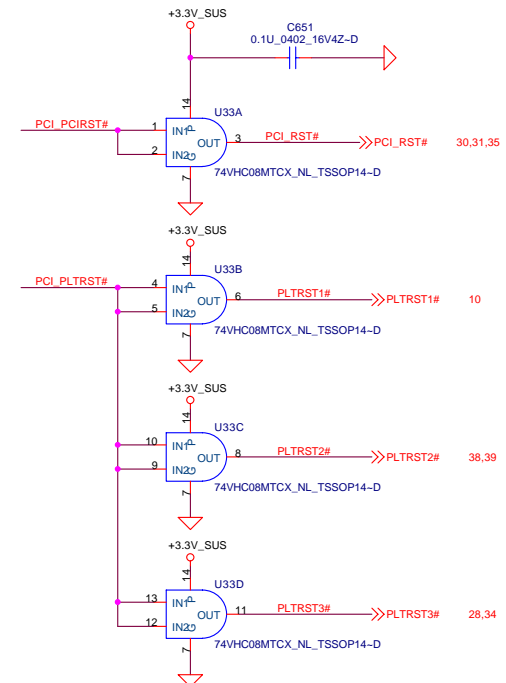 +3.3V_SUS
C651
0.1U_0402_16V4Z~D
14
U33A
PCI_PCIRST#
1
IN1
P
OUT
3
PCI_RST#
PCI_RST#
30,31,35
2
IN2
G
7
74VHC08MTCX_NL_TSSOP14~D
+3.3V_SUS
14
U33B
PCI_PLTRST#
4
IN1
P
OUT
6
PLTRST1#
PLTRST1#
10
5
IN2
G
7
74VHC08MTCX_NL_TSSOP14~D
+3.3V_SUS
14
U33C
10
IN1
P
OUT
8
PLTRST2#
PLTRST2#
38,39
9
IN2
G
7
74VHC08MTCX_NL_TSSOP14~D
+3.3V_SUS
14
U33D
13
IN1
P
OUT
11
PLTRST3#
PLTRST3#
28,34
12
IN2
G
7
74VHC08MTCX_NL_TSSOP14~D